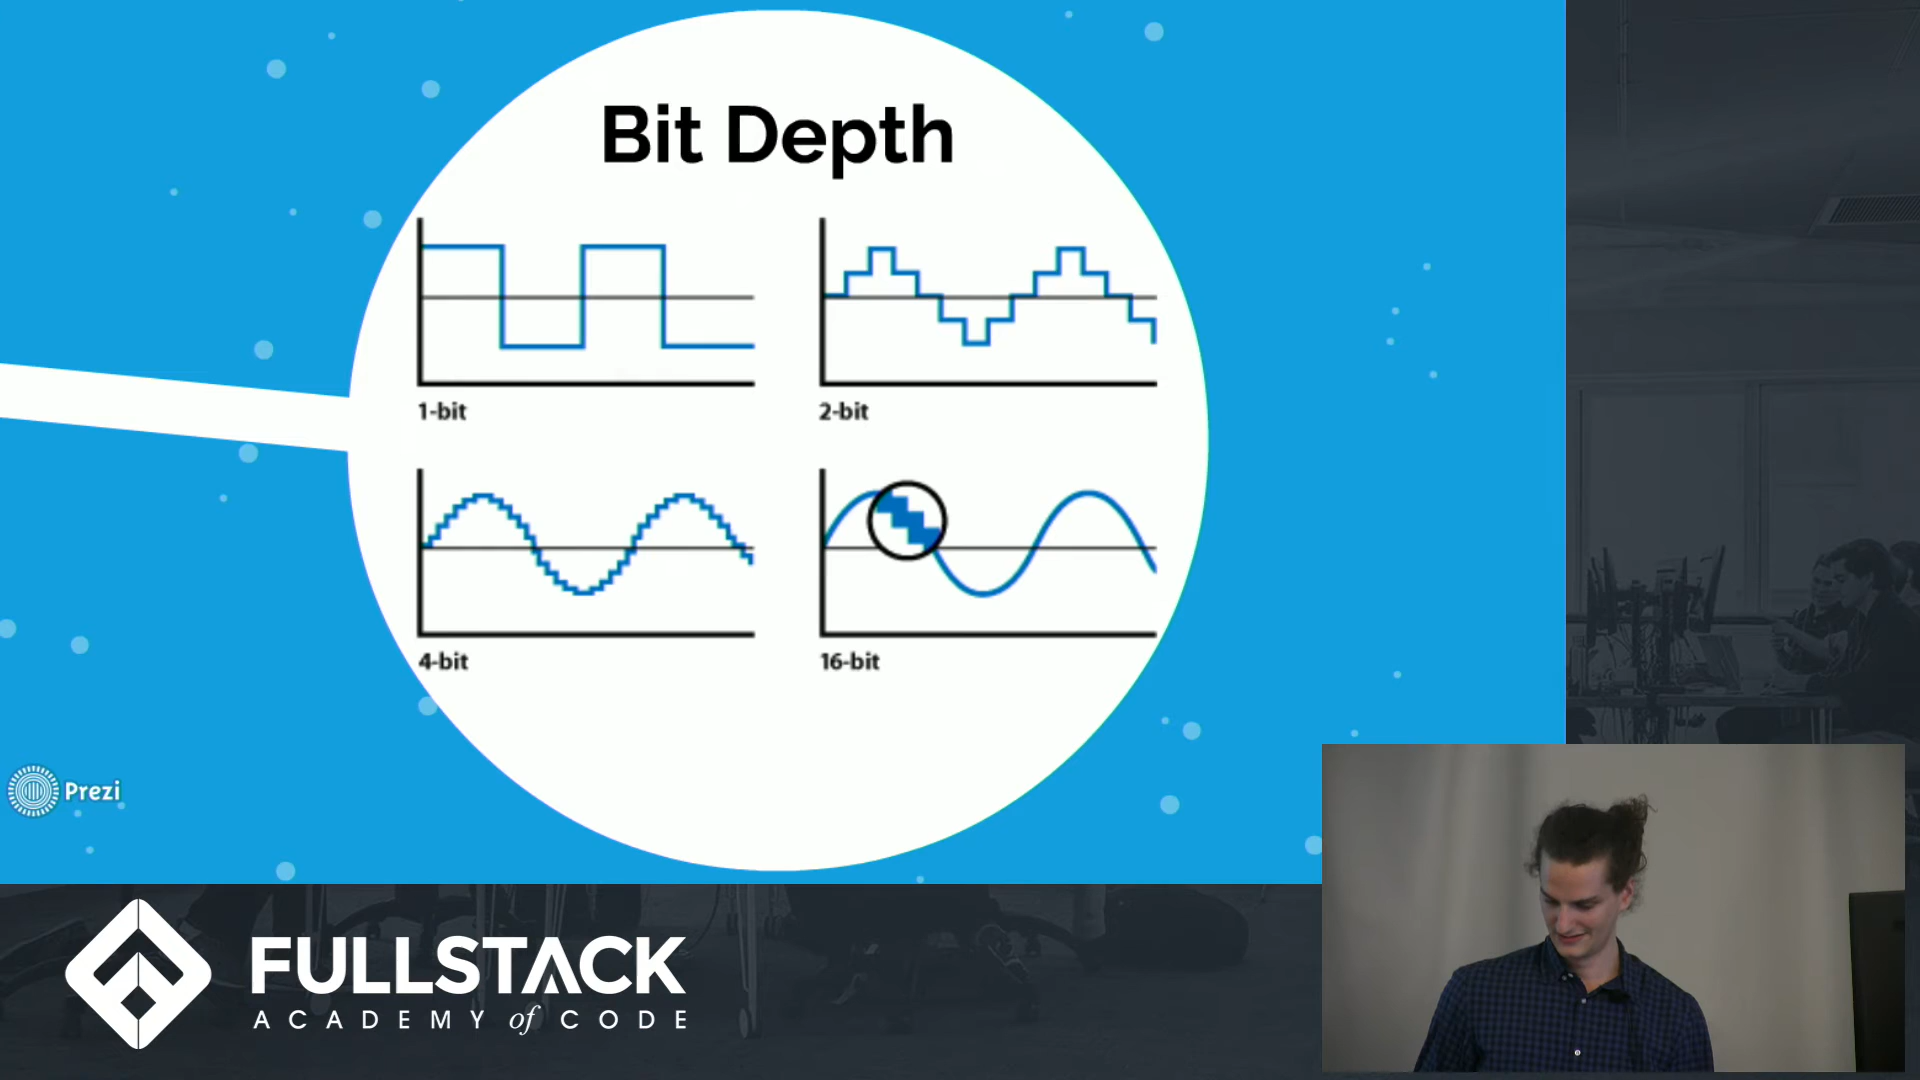 Bit Depth
1-bit
2-bit
4-bit
16-bit
Prezi
FULLSTACK
ACADEMY of CODE